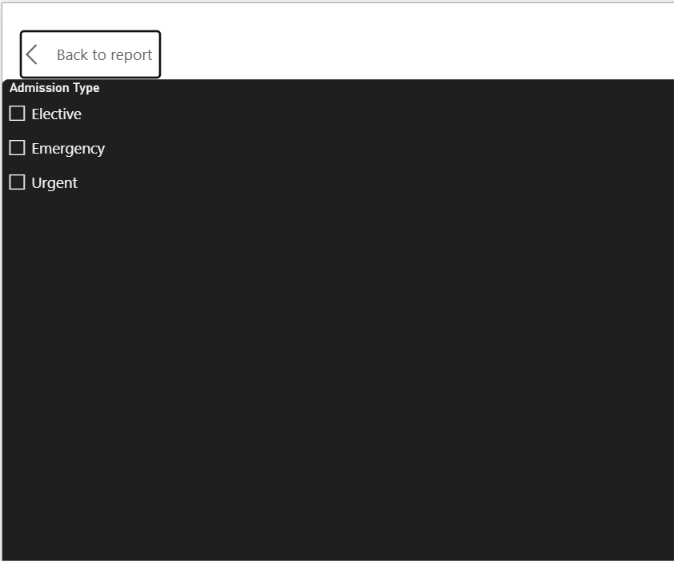 Back to report
Admission Type
Elective
Emergency
Urgent